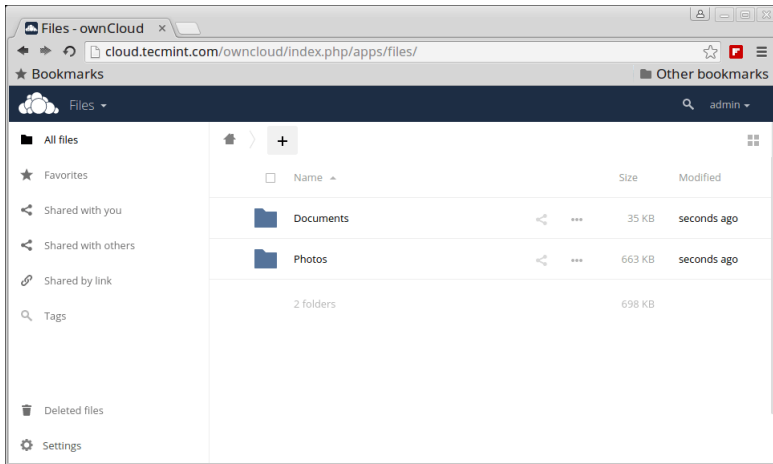 Files - ownCloud
cloud.tecmint.com/owncloud/index.php/apps/files/
Bookmarks Other bookmarks
Files admin
All files
Favorites
Shared with you
Shared with others
Shared by link
Tags
Deleted files
Settings
Name Size Modified
Documents 35 KB seconds ago
Photos 663 KB seconds ago
2 folders 698 KB